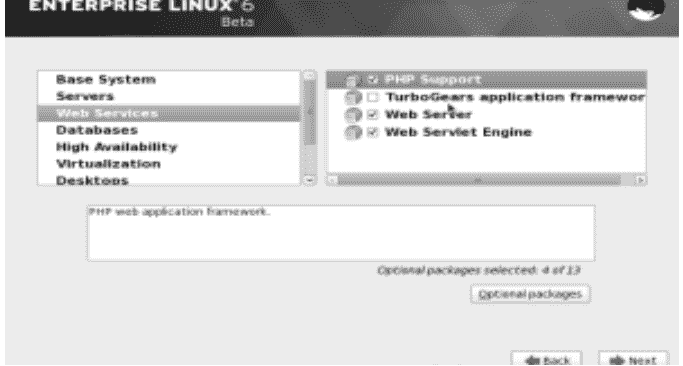 ENTERPRISE LINUX 6
Beta
Base System
Servers
Web Services
Databases
High Availability
Virtualization
Desktops
PHP Support
TurboGears application framewor
Web Server
Web Servlet Engine
PHP web application framework.
Optional packages selected: 4 of 13
Optional packages
Back
Next